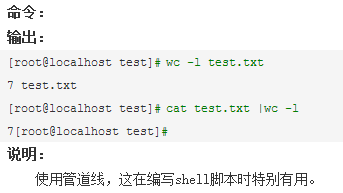 命令：
输出：
[root@localhost test]# wc -l test.txt
7 test.txt
[root@localhost test]# cat test.txt |wc -l
7[root@localhost test]#
说明：
使用管道线，这在编写shell脚本时特别有用。